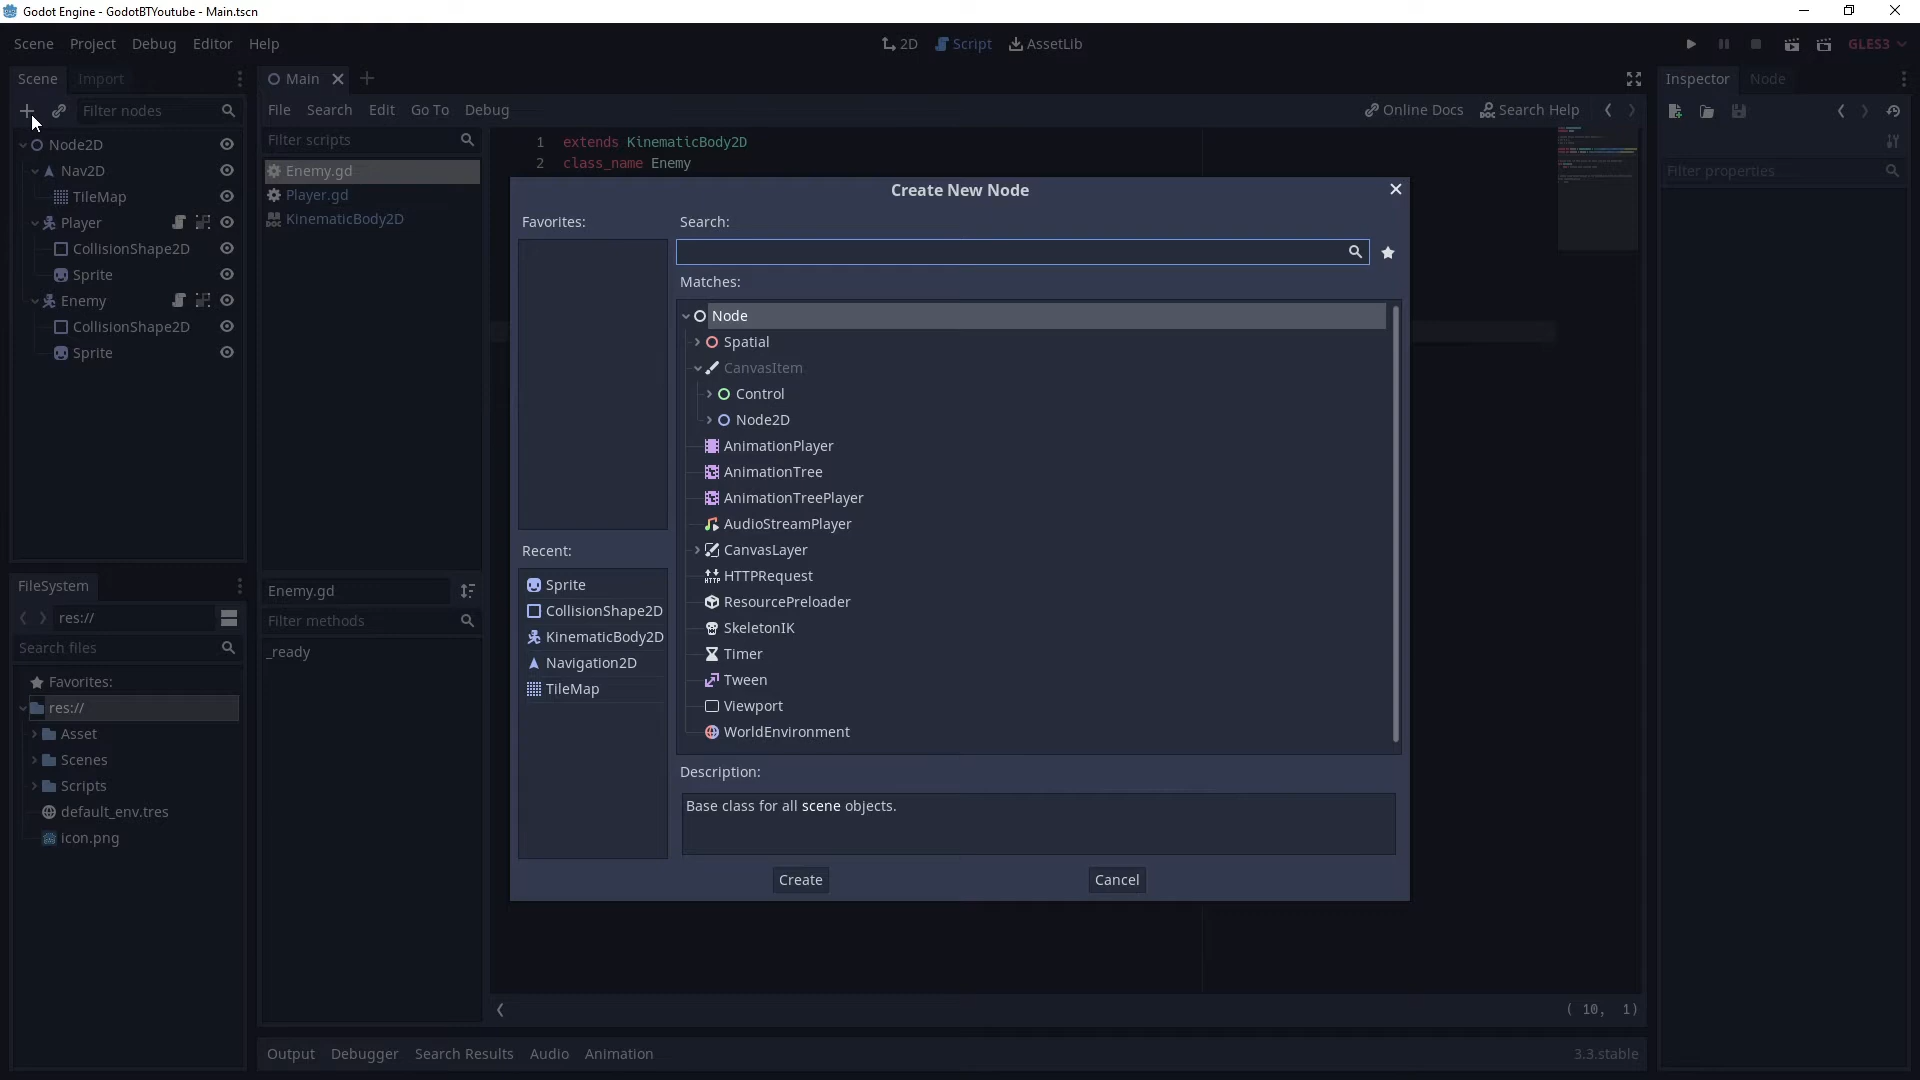 Godot Engine - GodotBTYoutube - Main.tscn
Scene Project Debug Editor Help
2D Script AssetLib
GLES3
Scene Import
Filter nodes
Node2D
Nav2D
TileMap
Player
CollisionShape2D
Sprite
Enemy
CollisionShape2D
Sprite
FileSystem
res://
Search files
Favorites:
res://
Asset
Scenes
Scripts
default_env.tres
icon.png
Main
File Search Edit Go To Debug
Online Docs Search Help
Filter scripts
Enemy.gd
Player.gd
KinematicBody2D
Enemy.gd
Filter methods
_ready
1 extends KinematicBody2D
2 class_name Enemy
Create New Node
Favorites:
Recent:
Sprite
CollisionShape2D
KinematicBody2D
Navigation2D
TileMap
Search:
Matches:
Node
Spatial
CanvasItem
Control
Node2D
AnimationPlayer
AnimationTree
AnimationTreePlayer
AudioStreamPlayer
CanvasLayer
HTTP HTTPRequest
ResourcePreloader
SkeletonIK
Timer
Tween
Viewport
WorldEnvironment
Description:
Base class for all scene objects.
Create Cancel
( 10, 1)
Output Debugger Search Results Audio Animation
3.3.stable
Inspector Node
Filter properties